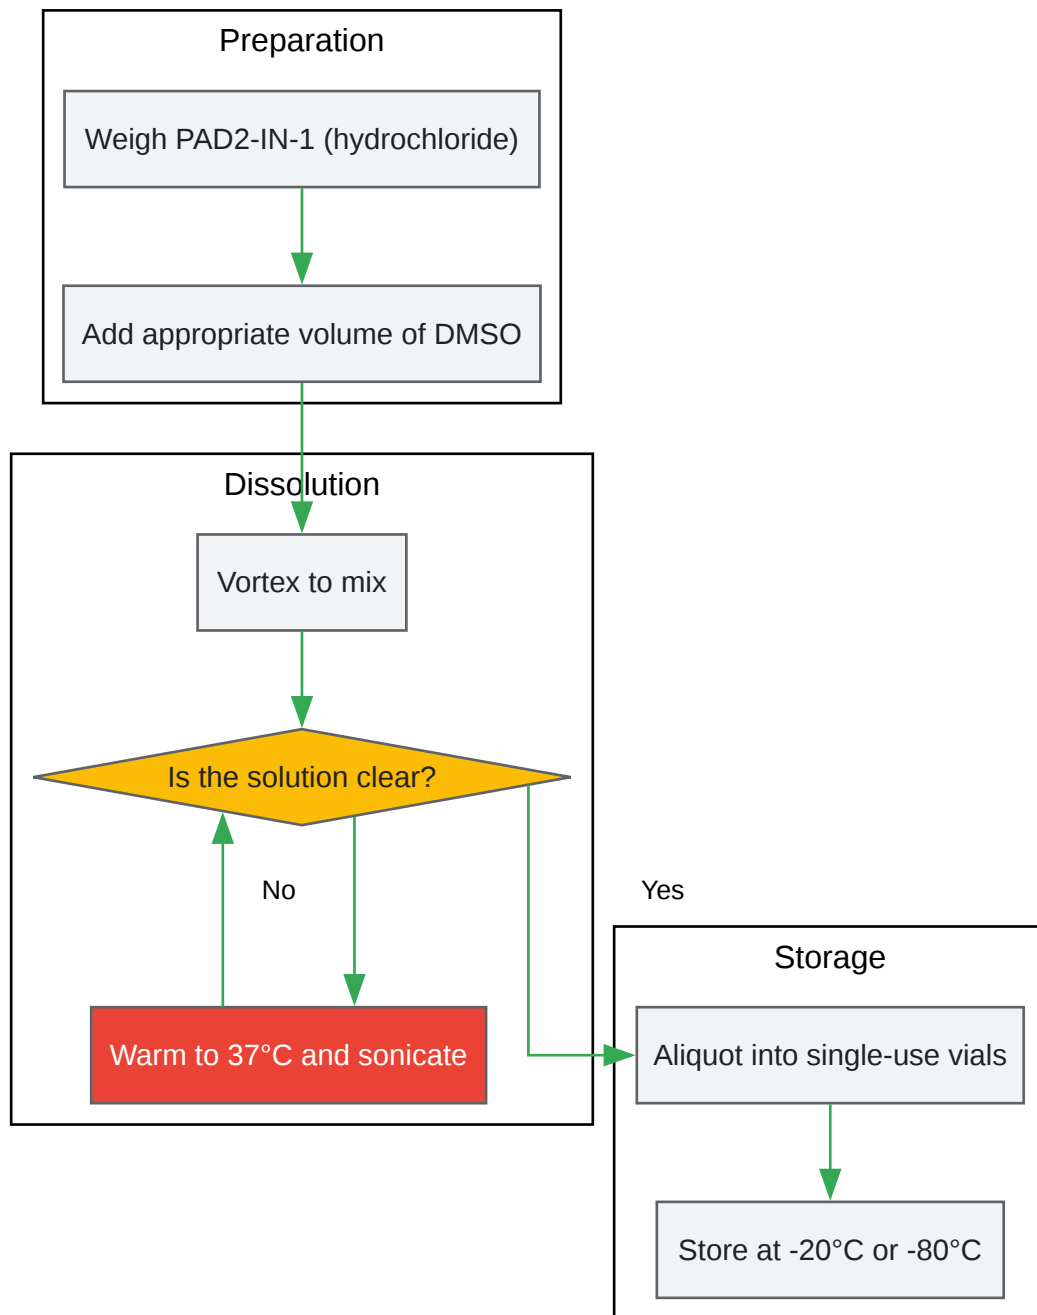 Preparation
Weigh PAD2-IN-1 (hydrochloride)
Add appropriate volume of DMSO
Dissolution
Vortex to mix
Is the solution clear?
No
Yes
Warm to 37°C and sonicate
Storage
Aliquot into single-use vials
Store at -20°C or -80°C